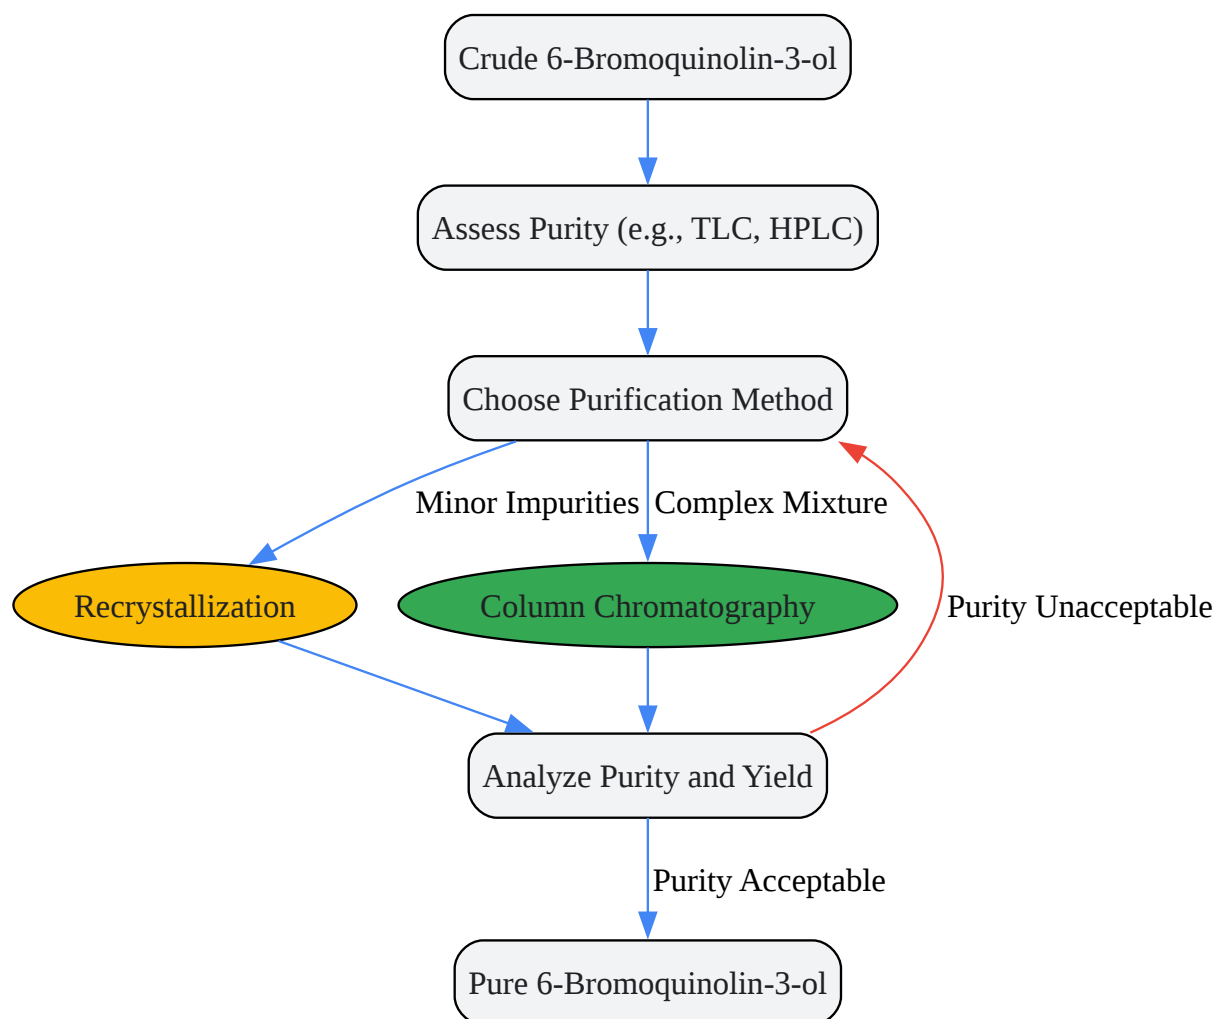 Crude 6-Bromoquinolin-3-ol
Assess Purity (e.g., TLC, HPLC)
Choose Purification Method
Minor Impurities
Complex Mixture
Recrystallization
Column Chromatography
Purity Unacceptable
Analyze Purity and Yield
Purity Acceptable
Pure 6-Bromoquinolin-3-ol